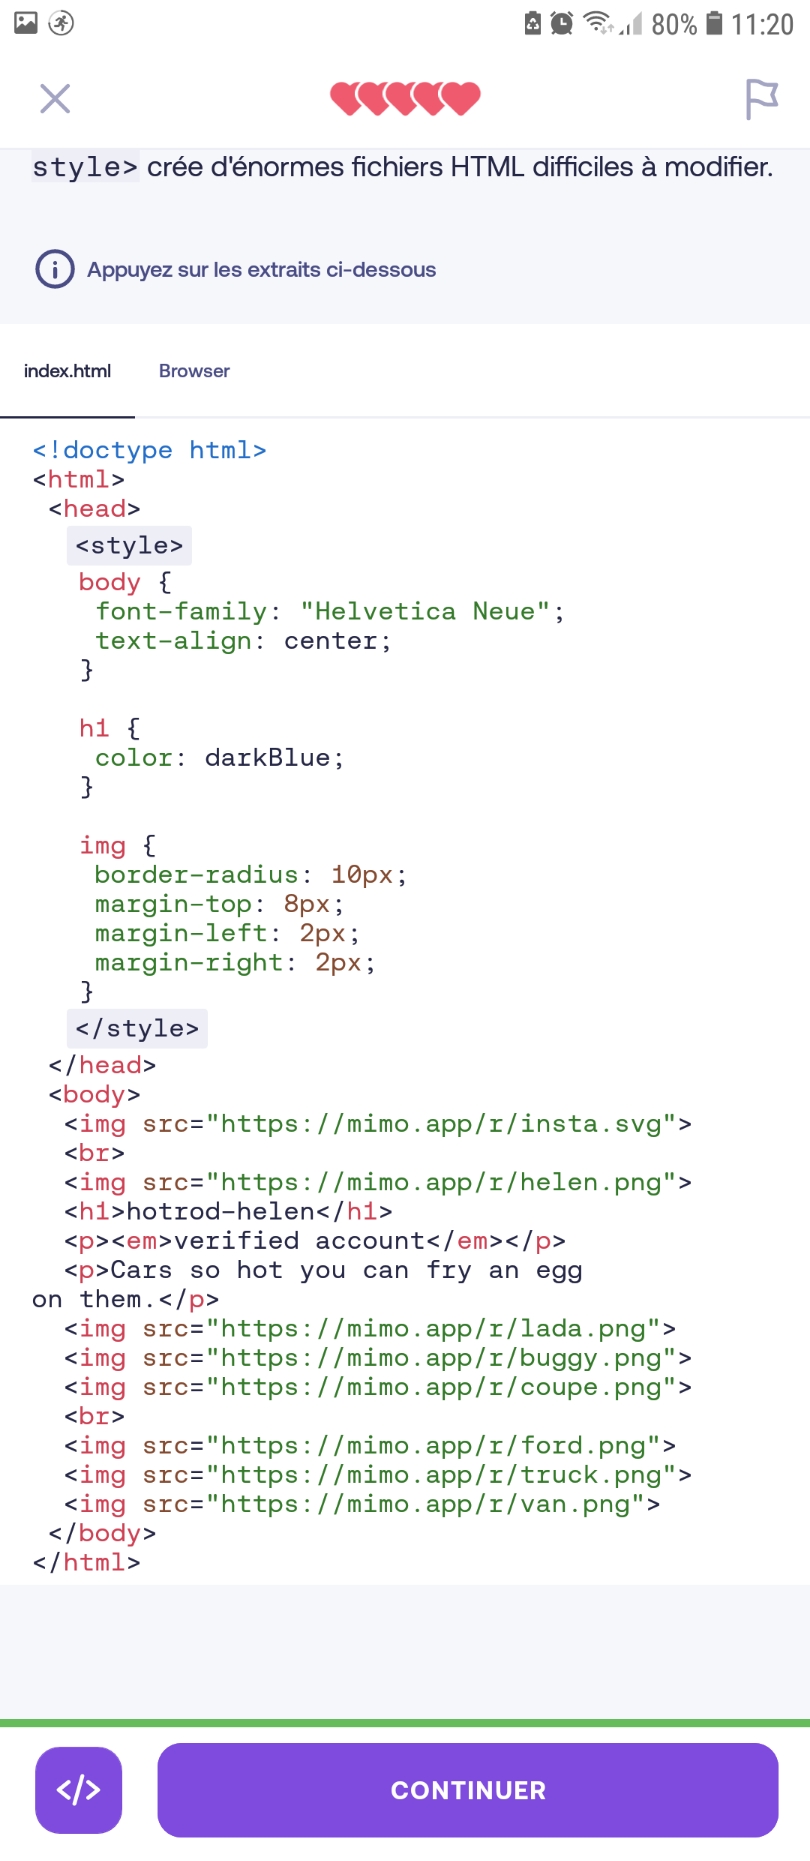 80% 11:20
style> crée d'énormes fichiers HTML difficiles à modifier.
Appuyez sur les extraits ci-dessous
index.html Browser
<!doctype html>
<html>
<head>
<style>
body {
font-family: "Helvetica Neue";
text-align: center;
}
h1 {
color: darkBlue;
}
img {
border-radius: 10px;
margin-top: 8px;
margin-left: 2px;
margin-right: 2px;
}
</style>
</head>
<body>
<img src="https://mimo.app/r/insta.svg">
<br>
<img src="https://mimo.app/r/helen.png">
<h1>hotrod-helen</h1>
<p><em>verified account</em></p>
<p>Cars so hot you can fry an egg
on them.</p>
<img src="https://mimo.app/r/lada.png">
<img src="https://mimo.app/r/buggy.png">
<img src="https://mimo.app/r/coupe.png">
<br>
<img src="https://mimo.app/r/ford.png">
<img src="https://mimo.app/r/truck.png">
<img src="https://mimo.app/r/van.png">
</body>
</html>
</> CONTINUER